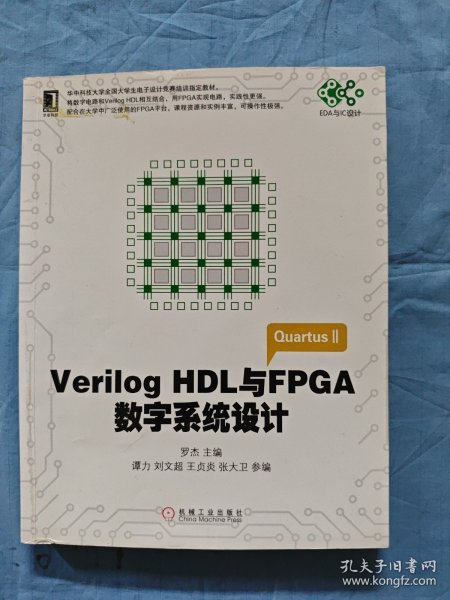 华中科技大学全国大学生电子设计竞赛培训指定教材。
将数字电路和Verilog HDL相互结合，用FPGA实现电路，实践性更强。
配合在大学中广泛使用的FPGA平台，课程资源和实例丰富，可操作性极强。
EDA与IC设计
Quartus II
Verilog HDL与FPGA
数字系统设计
罗杰 主编
谭力 刘文超 王贞炎 张大卫 参编
机械工业出版社
China Machine Press
孔夫子旧书网
www.kongfz.com